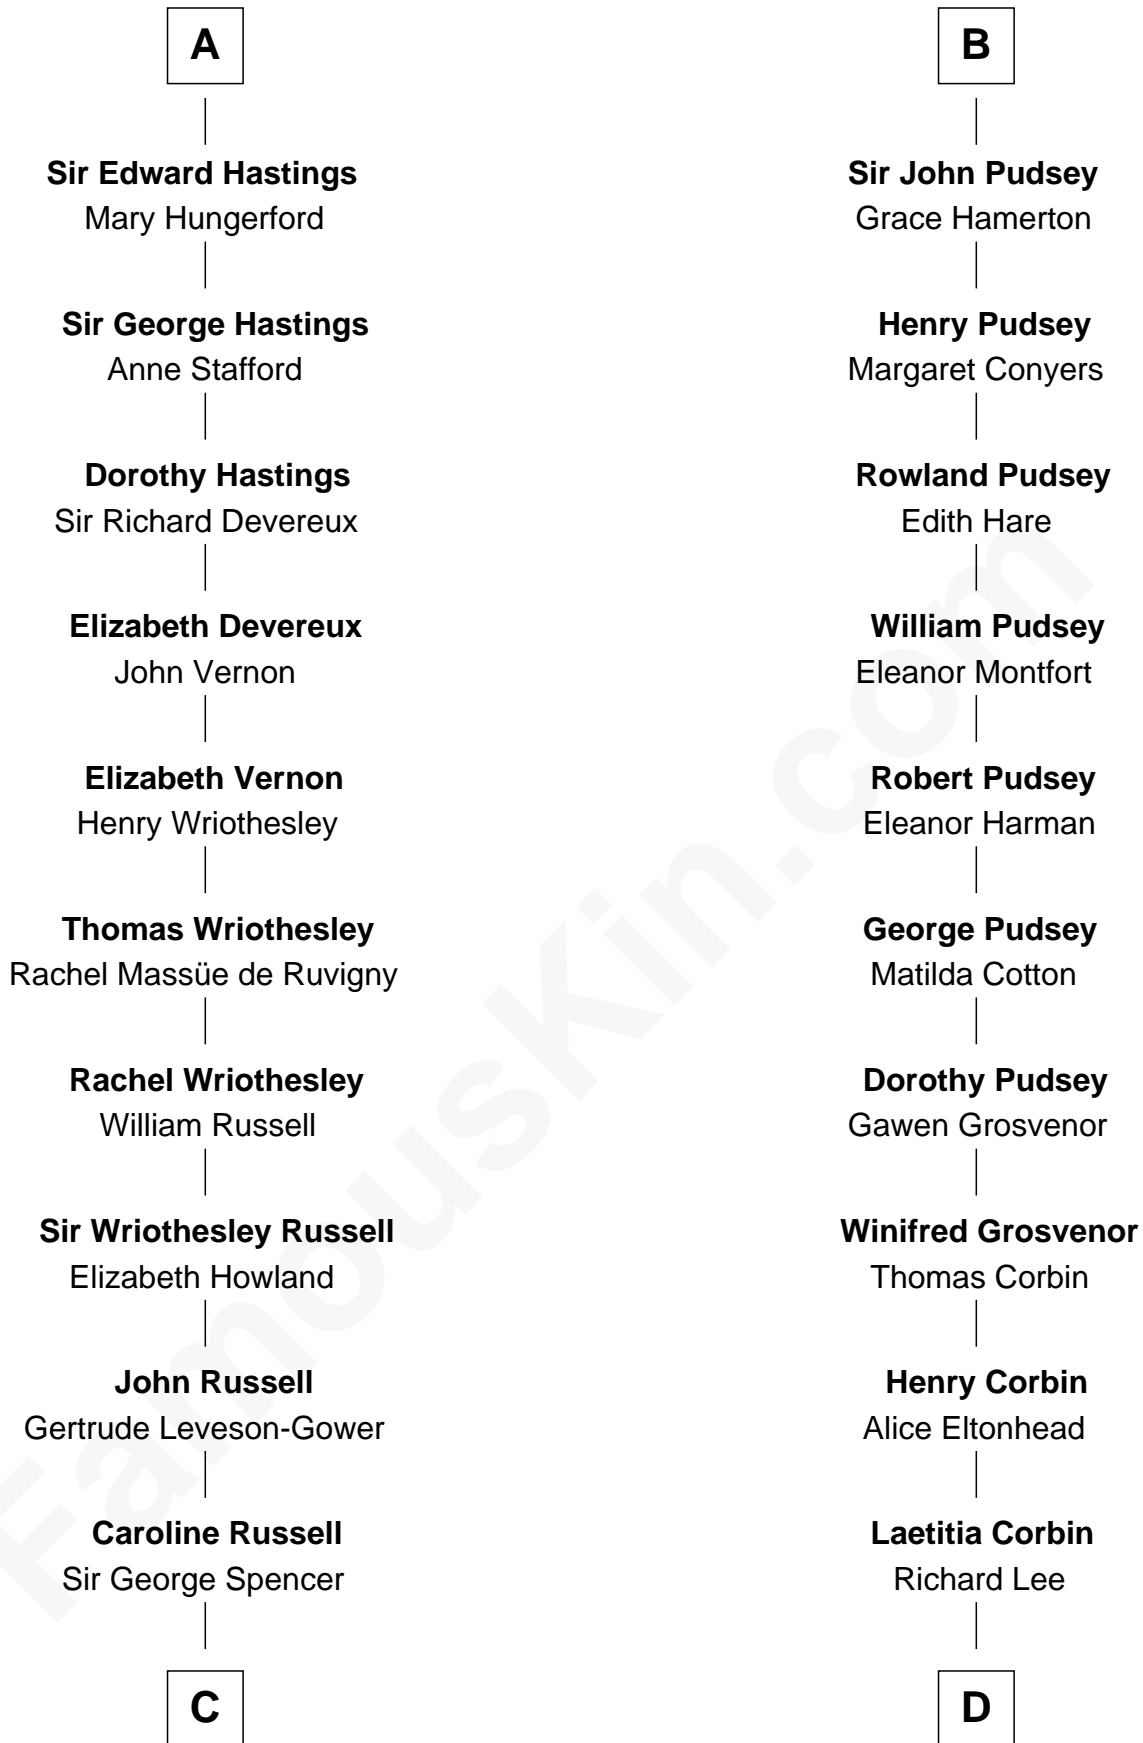 A
Sir Edward Hastings
Mary Hungerford
Sir George Hastings
Anne Stafford
Dorothy Hastings
Sir Richard Devereux
Elizabeth Devereux
John Vernon
Elizabeth Vernon
Henry Wriothesley
Thomas Wriothesley
Rachel Massüe de Ruvigny
Rachel Wriothesley
William Russell
Sir Wriothesley Russell
Elizabeth Howland
John Russell
Gertrude Leveson-Gower
Caroline Russell
Sir George Spencer
C
B
Sir John Pudsey
Grace Hamerton
Henry Pudsey
Margaret Conyers
Rowland Pudsey
Edith Hare
William Pudsey
Eleanor Montfort
Robert Pudsey
Eleanor Harman
George Pudsey
Matilda Cotton
Dorothy Pudsey
Gawen Grosvenor
Winifred Grosvenor
Thomas Corbin
Henry Corbin
Alice Eltonhead
Laetitia Corbin
Richard Lee
D
FamousKin.com